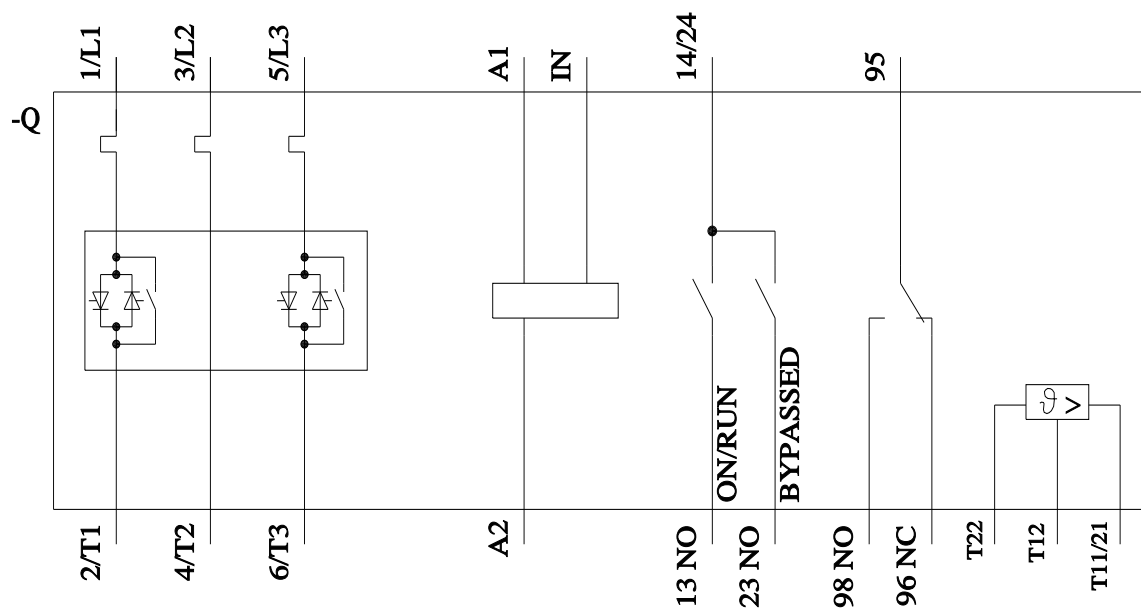 1/L1
3/L2
5/L3
A1
IN
14/24
95
-Q
ϑ >
ON/RUN
BYPASSED
2/T1
4/T2
6/T3
A2
13 NO
23 NO
98 NO
96 NC
T22
T12
T11/21